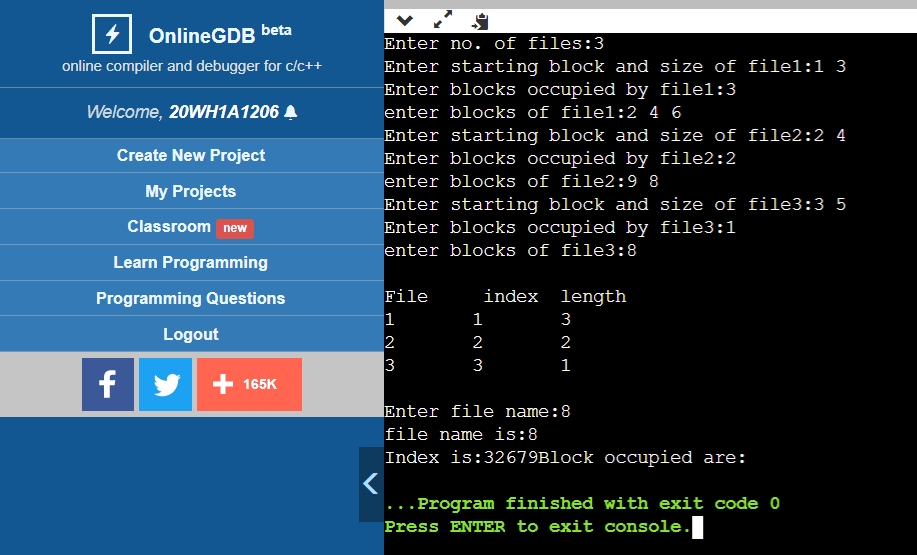 OnlineGDB beta
online compiler and debugger for c/c++
Welcome, 20WH1A1206
Create New Project
My Projects
Classroom new
Learn Programming
Programming Questions
Logout
165K
Enter no. of files:3
Enter starting block and size of file1:1 3
Enter blocks occupied by file1:3
enter blocks of file1:2 4 6
Enter starting block and size of file2:2 4
Enter blocks occupied by file2:2
enter blocks of file2:9 8
Enter starting block and size of file3:3 5
Enter blocks occupied by file3:1
enter blocks of file3:8
File index length
1 1 3
2 2 2
3 3 1
Enter file name:8
file name is:8
Index is:32679Block occupied are:
...Program finished with exit code 0
Press ENTER to exit console.